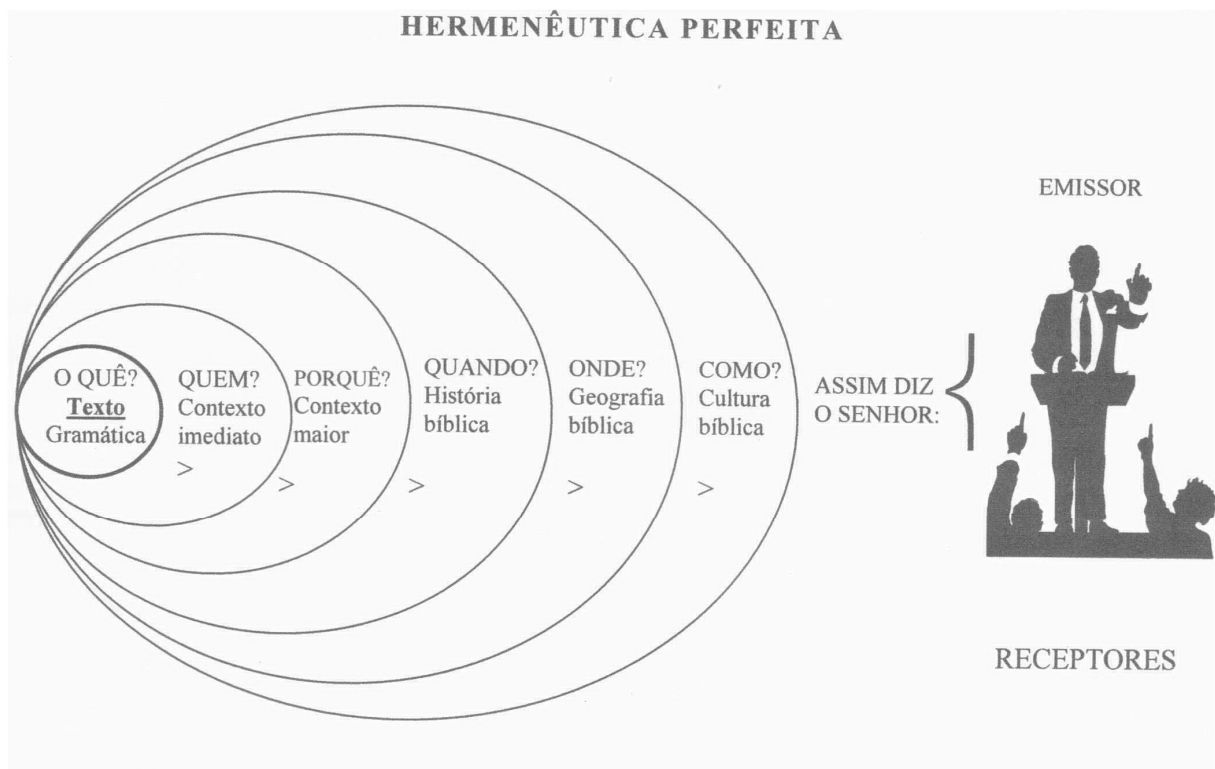 HERMENÊUTICA PERFEITA
EMISSOR
O QUÊ?
Texto
Gramática
QUEM?
Contexto
imediato
>
PORQUÊ?
Contexto
maior
>
QUANDO?
História
bíblica
>
ONDE?
Geografia
bíblica
>
COMO?
Cultura
bíblica
>
ASSIM DIZ
O SENHOR:
RECEPTORES